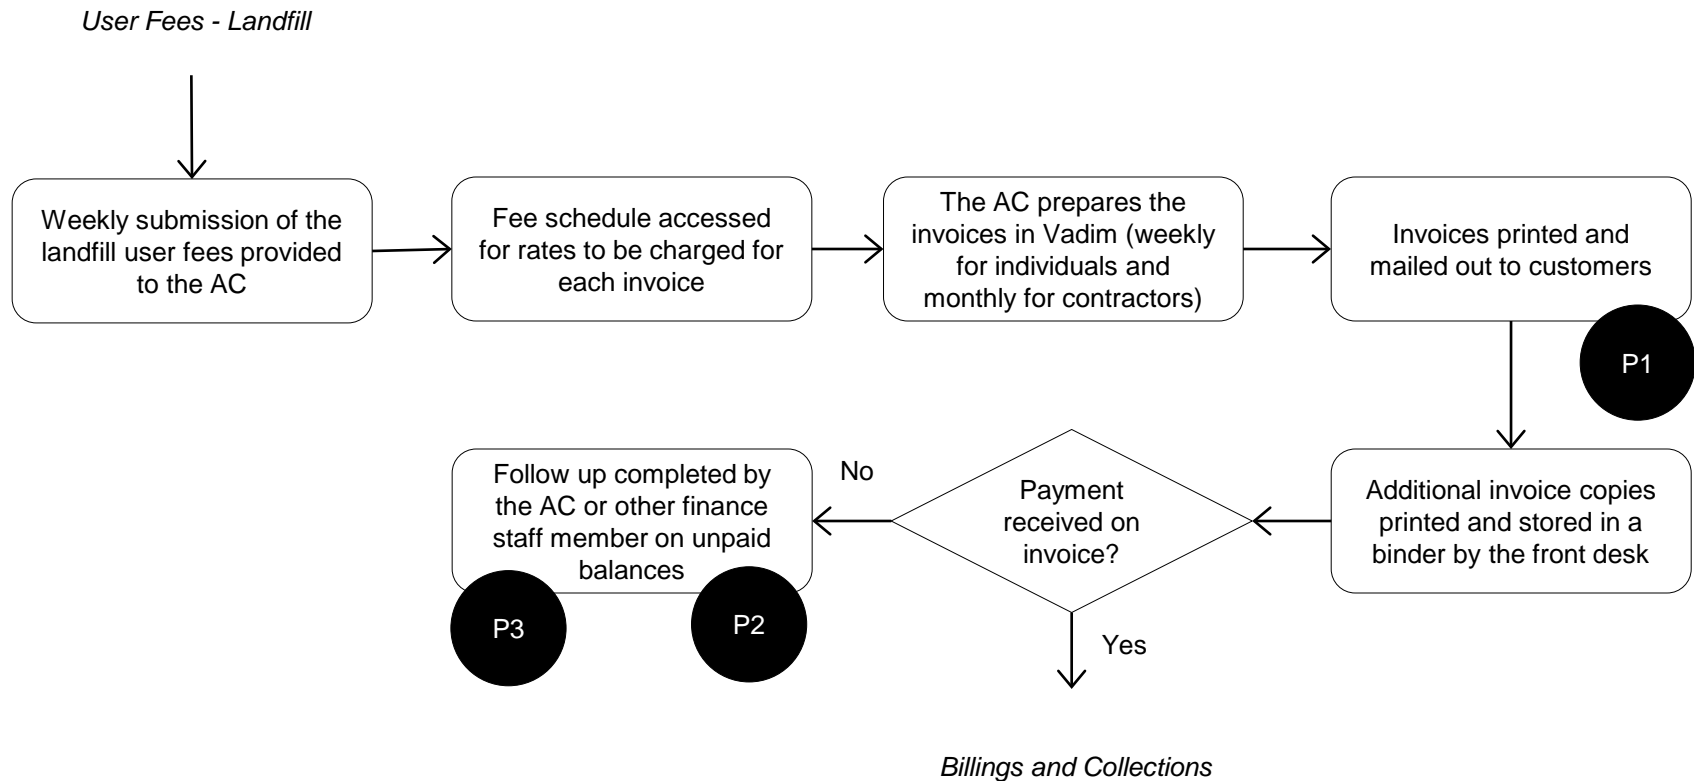 User Fees - Landfill
Weekly submission of the
landfill user fees provided
to the AC
Fee schedule accessed
for rates to be charged for
each invoice
The AC prepares the
invoices in Vadim (weekly
for individuals and
monthly for contractors)
Invoices printed and
mailed out to customers
P1
Additional invoice copies
printed and stored in a
binder by the front desk
Payment
received on
invoice?
No
Follow up completed by
the AC or other finance
staff member on unpaid
balances
P3
P2
Yes
Billings and Collections